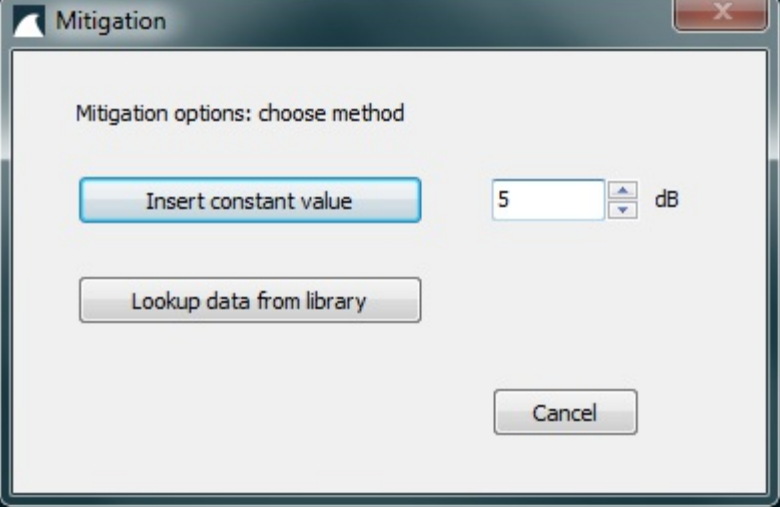 Mitigation
Mitigation options: choose method
Insert constant value
5
dB
Lookup data from library
Cancel